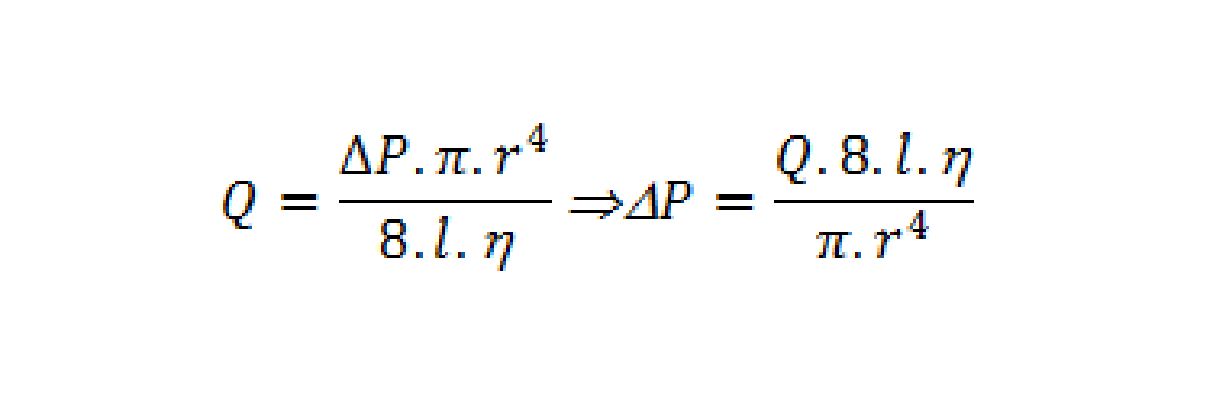 Q = ΔP.π.r⁴ / 8.l.η ⇒ ΔP = Q.8.l.η / π.r⁴